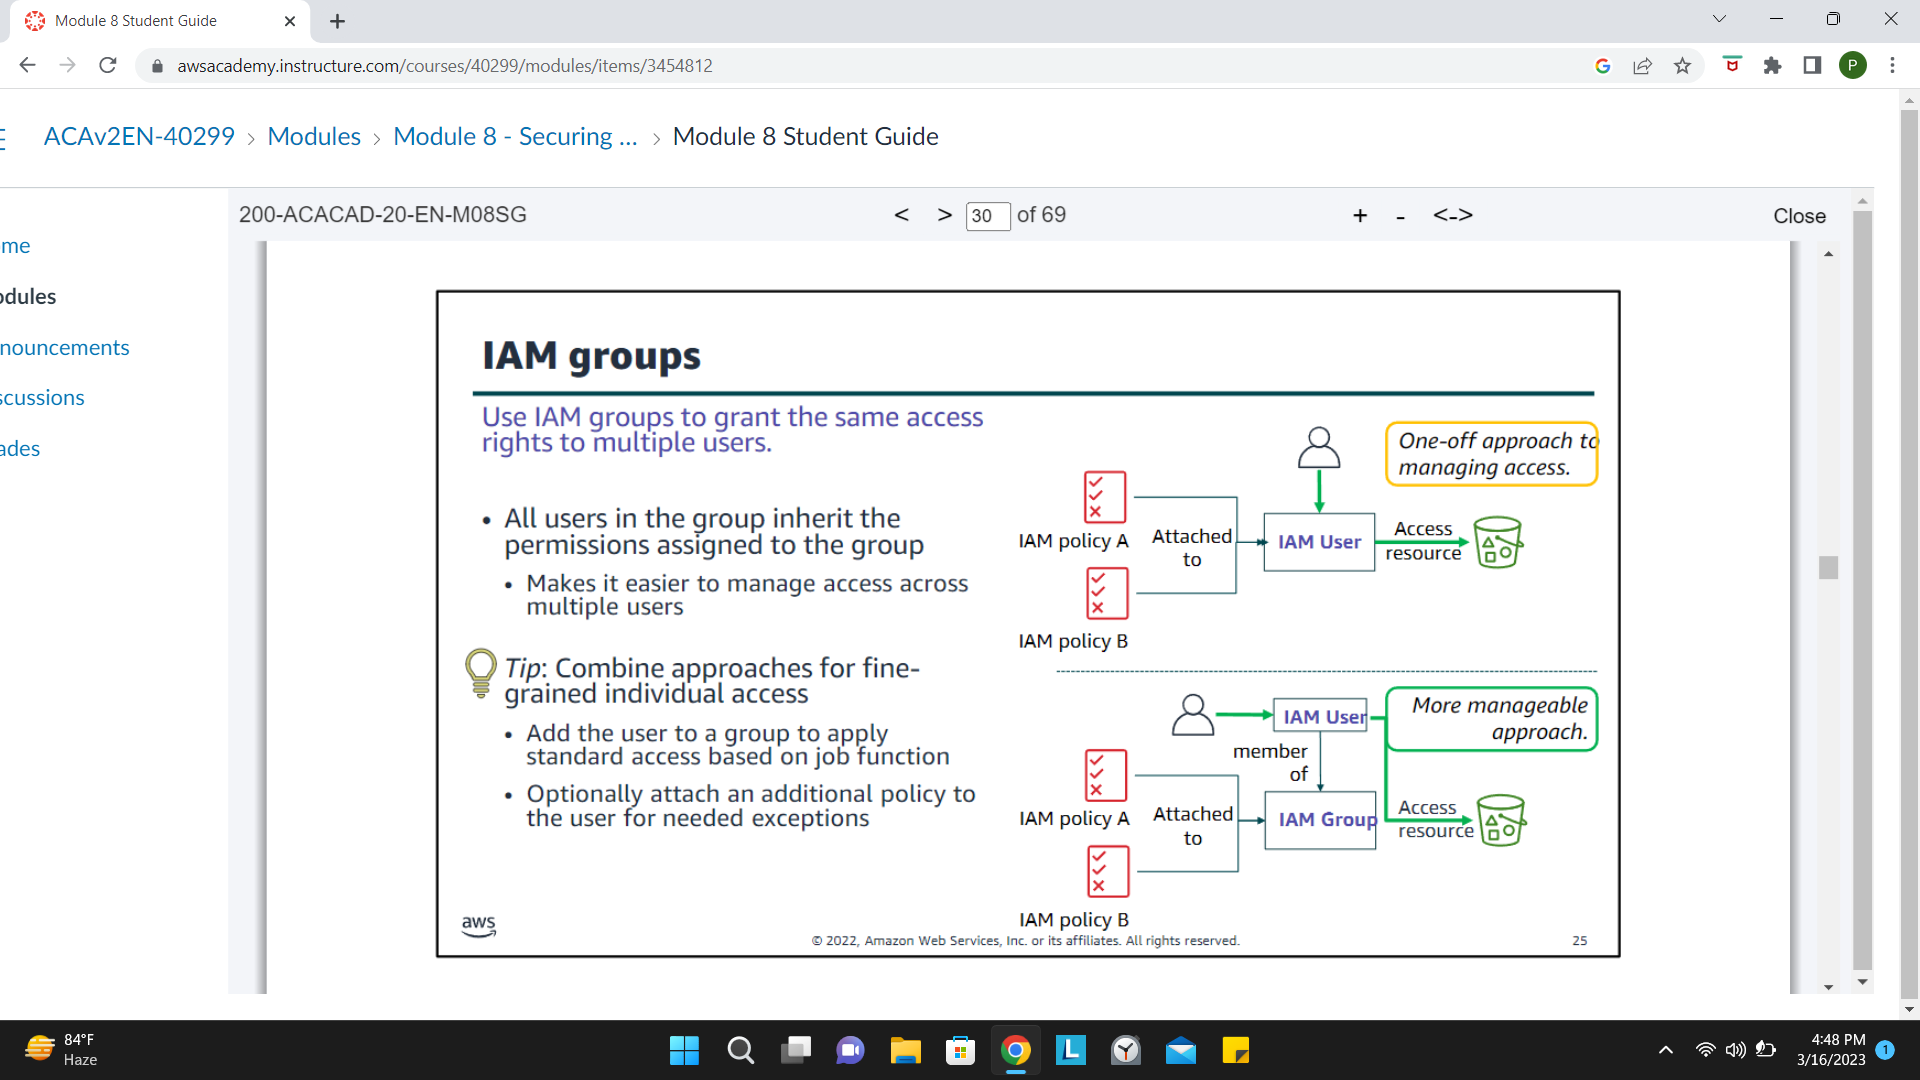 Module 8 Student Guide
awsacademy.instructure.com/courses/40299/modules/items/3454812
P
ACAv2EN-40299 > Modules > Module 8 - Securing ... > Module 8 Student Guide
200-ACACAD-20-EN-M08SG
< > 30 of 69
+ - <->
Close
me
odules
nouncements
scussions
ades
IAM groups
Use IAM groups to grant the same access
rights to multiple users.
• All users in the group inherit the
permissions assigned to the group
• Makes it easier to manage access across
multiple users
Tip: Combine approaches for fine-
grained individual access
• Add the user to a group to apply
standard access based on job function
• Optionally attach an additional policy to
the user for needed exceptions
One-off approach to
managing access.
IAM policy A
Attached
to
IAM User
Access
resource
IAM policy B
More manageable
approach.
IAM User
member
of
IAM policy A
Attached
to
IAM Group
Access
resource
IAM policy B
aws
© 2022, Amazon Web Services, Inc. or its affiliates. All rights reserved.
25
84°F
Haze
L
4:48 PM
3/16/2023
1